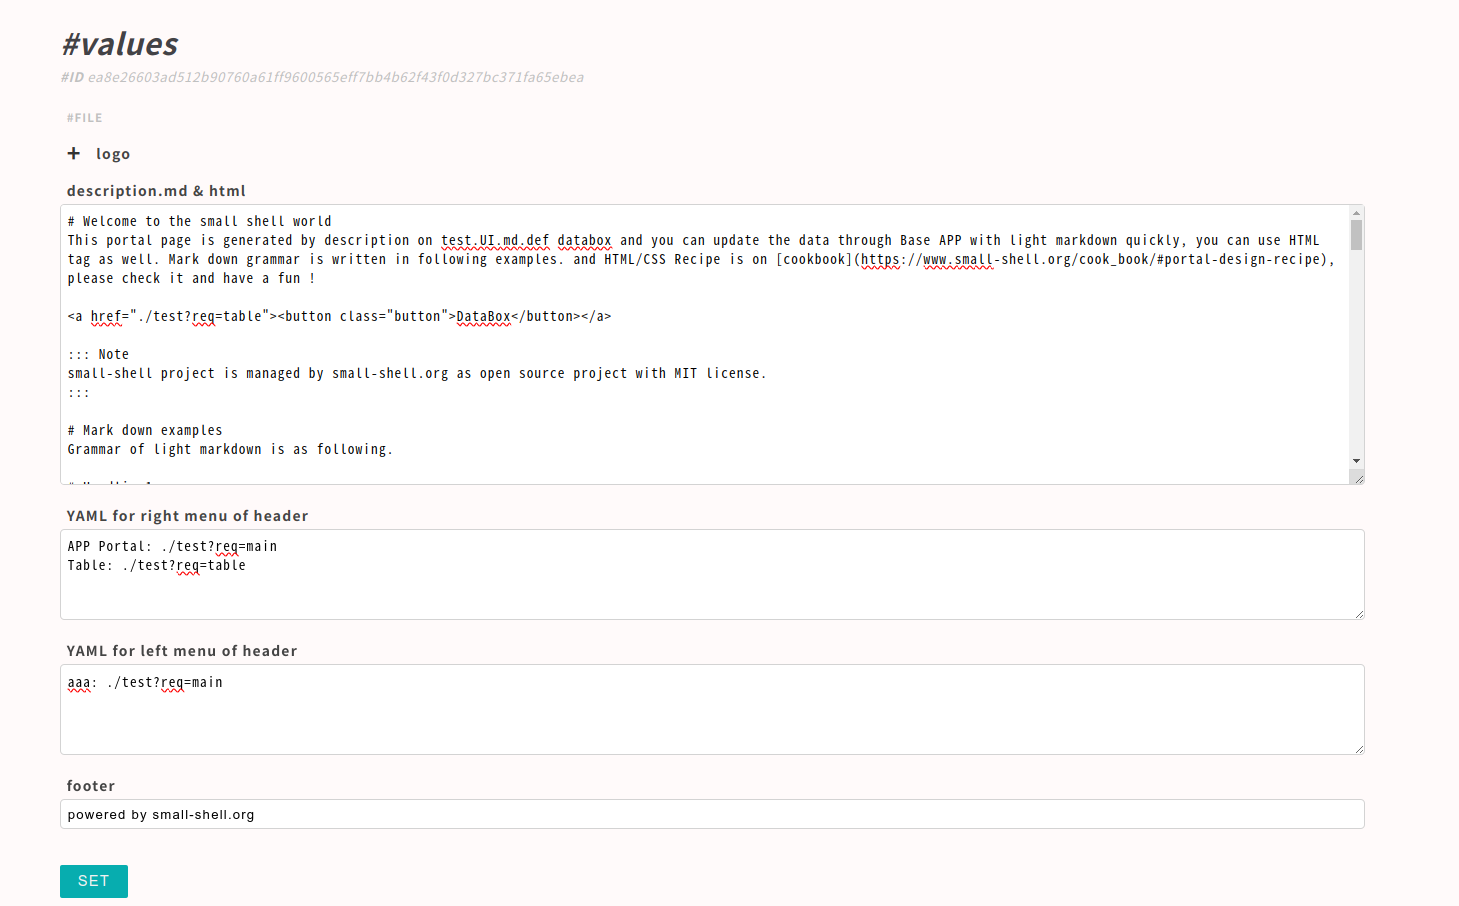 #values
#ID ea8e26603ad512b90760a61ff9600565eff7bb4b62f43f0d327bc371fa65ebea
#FILE
+ logo
description.md & html
# Welcome to the small shell world
This portal page is generated by description on test.UI.md.def databox and you can update the data through Base APP with light markdown quickly, you can use HTML
tag as well. Mark down grammar is written in following examples. and HTML/CSS Recipe is on [cookbook](https://www.small-shell.org/cook_book/#portal-design-recipe),
please check it and have a fun !
<a href="./test?req=table"><button class="button">DataBox</button></a>
::: Note
small-shell project is managed by small-shell.org as open source project with MIT license.
:::
# Mark down examples
Grammar of light markdown is as following.
YAML for right menu of header
APP Portal: ./test?req=main
Table: ./test?req=table
YAML for left menu of header
aaa: ./test?req=main
footer
powered by small-shell.org
SET